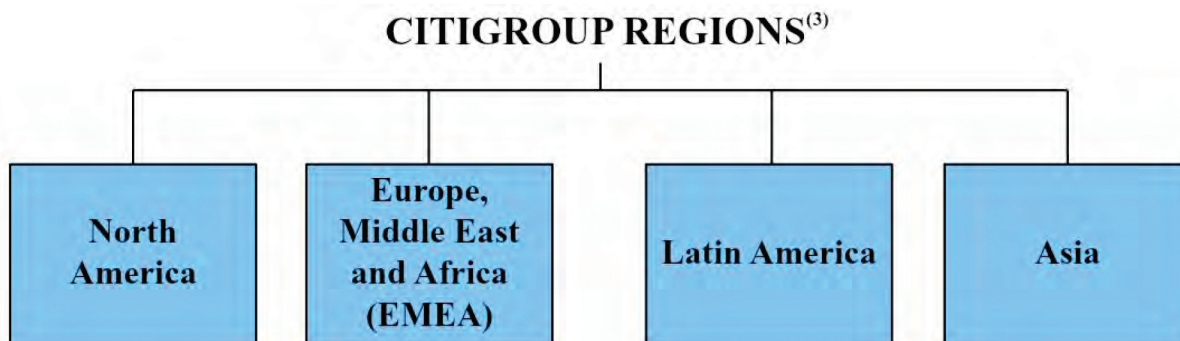 CITIGROUP REGIONS(3)
North
America
Europe,
Middle East
and Africa
(EMEA)
Latin America
Asia